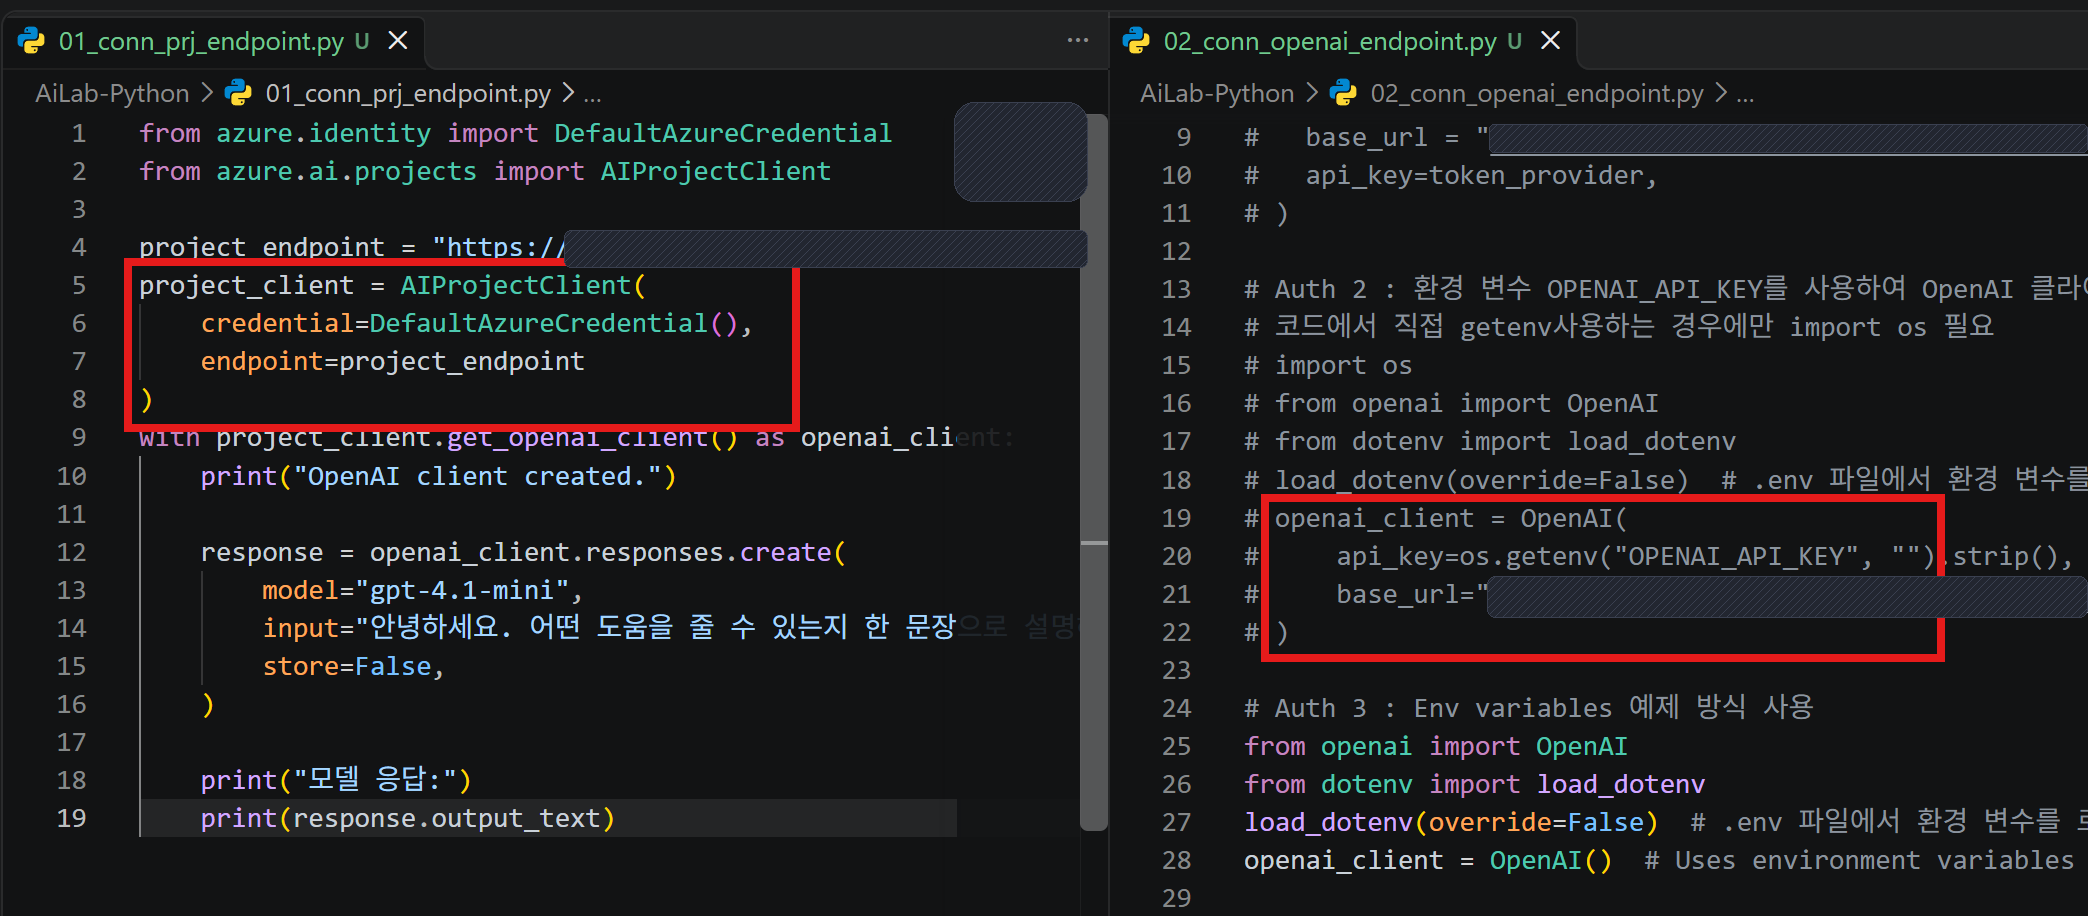 01_conn_prj_endpoint.py U
AiLab-Python > 01_conn_prj_endpoint.py > ...
1 from azure.identity import DefaultAzureCredential
2 from azure.ai.projects import AIProjectClient
3
4 project_endpoint = "https://
5 project_client = AIProjectClient(
6 credential=DefaultAzureCredential(),
7 endpoint=project_endpoint
8 )
9 with project_client.get_openai_client() as openai_client:
10 print("OpenAI client created.")
11
12 response = openai_client.responses.create(
13 model="gpt-4.1-mini",
14 input="안녕하세요. 어떤 도움을 줄 수 있는지 한 문장으로
15 store=False,
16 )
17
18 print("모델 응답:")
19 print(response.output_text)
02_conn_openai_endpoint.py U
AiLab-Python > 02_conn_openai_endpoint.py > ...
9 # base_url = "
10 # api_key=token_provider,
11 # )
12
13 # Auth 2 : 환경 변수 OPENAI_API_KEY를 사용하여 OpenAI
14 # 코드에서 직접 getenv사용하는 경우에만 import os 필요
15 # import os
16 # from openai import OpenAI
17 # from dotenv import load_dotenv
18 # load_dotenv(override=False) # .env 파일에서 환경 변수를
19 # openai_client = OpenAI(
20 # api_key=os.getenv("OPENAI_API_KEY", "").strip(),
21 # base_url="
22 # )
23
24 # Auth 3 : Env variables 예제 방식 사용
25 from openai import OpenAI
26 from dotenv import load_dotenv
27 load_dotenv(override=False) # .env 파일에서 환경 변수를
28 openai_client = OpenAI() # Uses environment variables
29